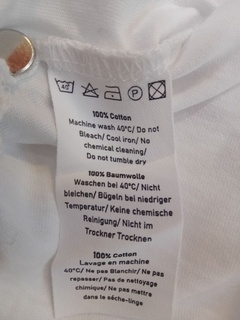 40°
P
100% Cotton
Machine wash 40°C/ Do not
Bleach/ Cool iron/ No
chemical cleaning/
Do not tumble dry
100% Baumwolle
Waschen bei 40°C/ Nicht
bleichen/ Bügeln bei niedriger
Temperatur/ Keine chemische
Reinigung/ Nicht im
Trockner Trocknen
100% Cotton
Lavage en machine
40°C/ Ne pas Blanchir/ Ne pas
repasser/ Pas de nettoyage
chimique/ Ne pas mettre
dans la séche-linge